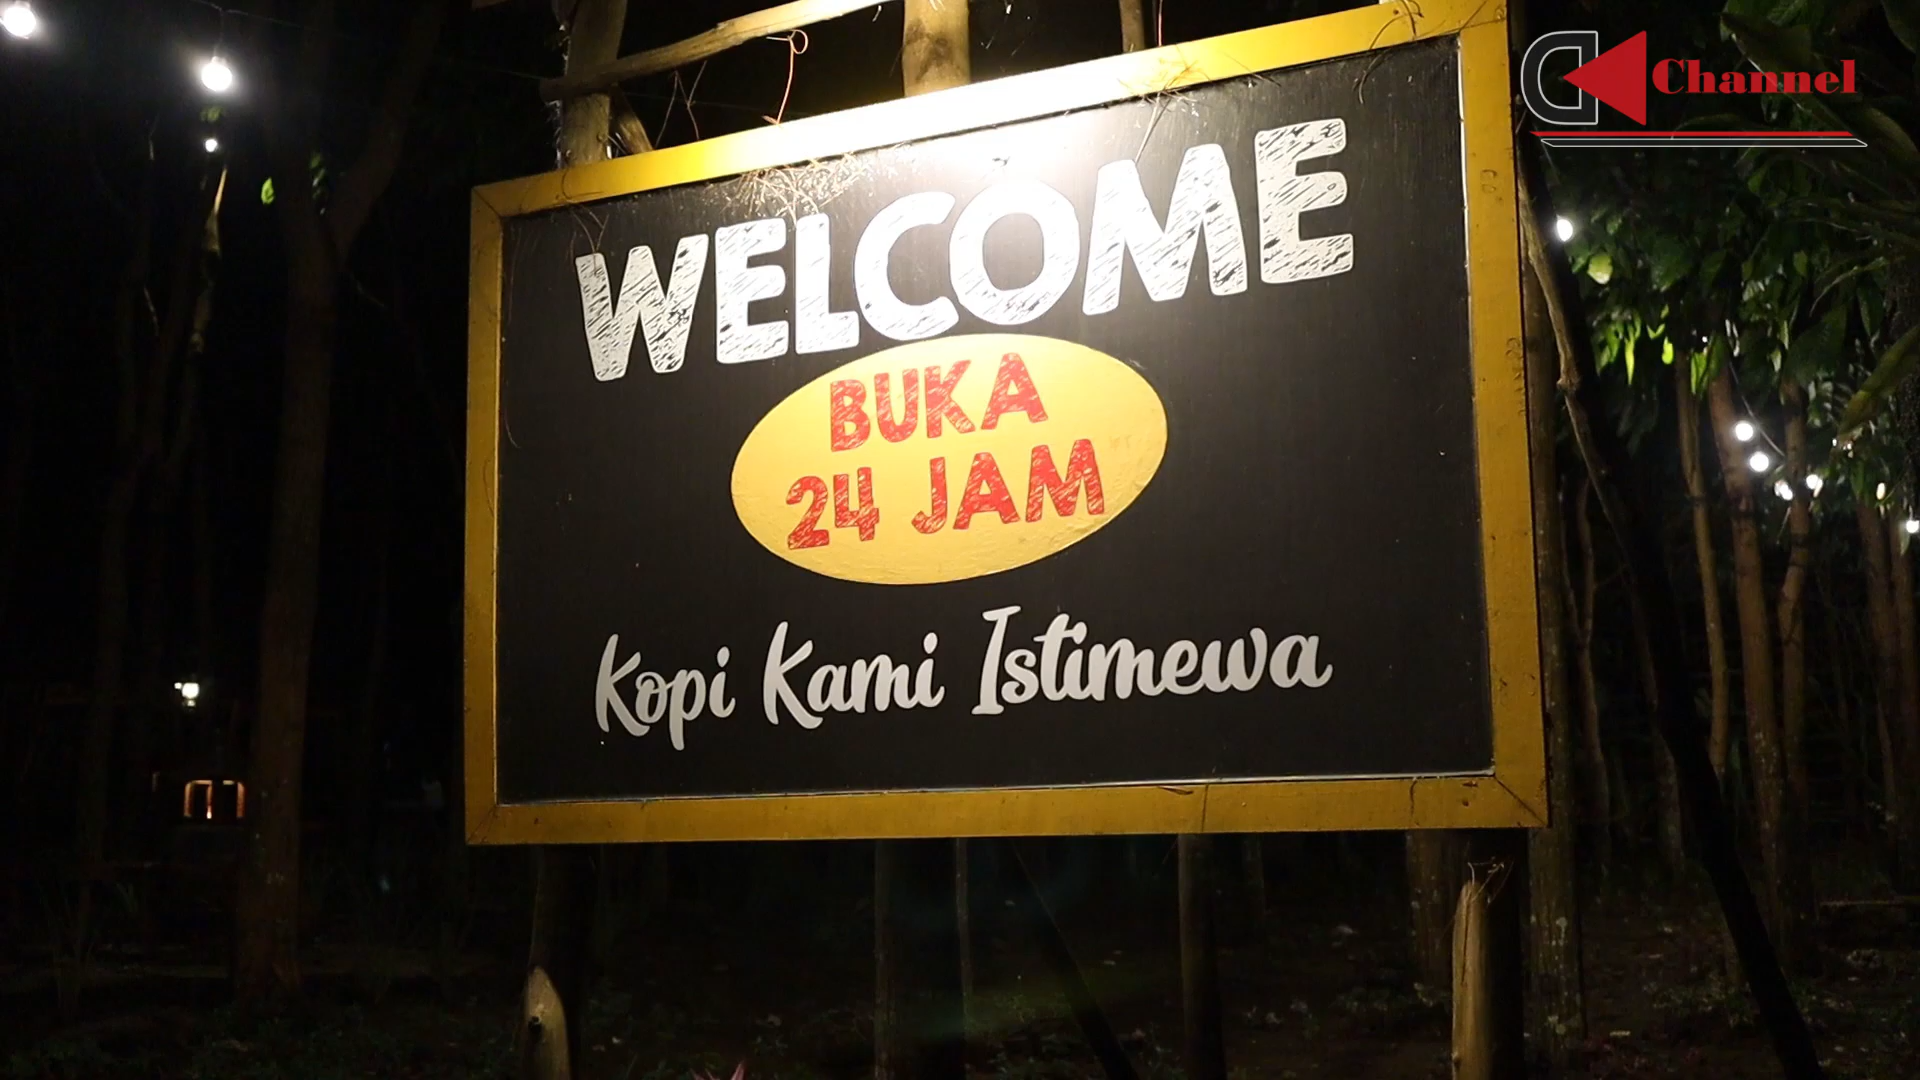 Channel
WELCOME
BUKA
24 JAM
Kopi Kami Istimewa